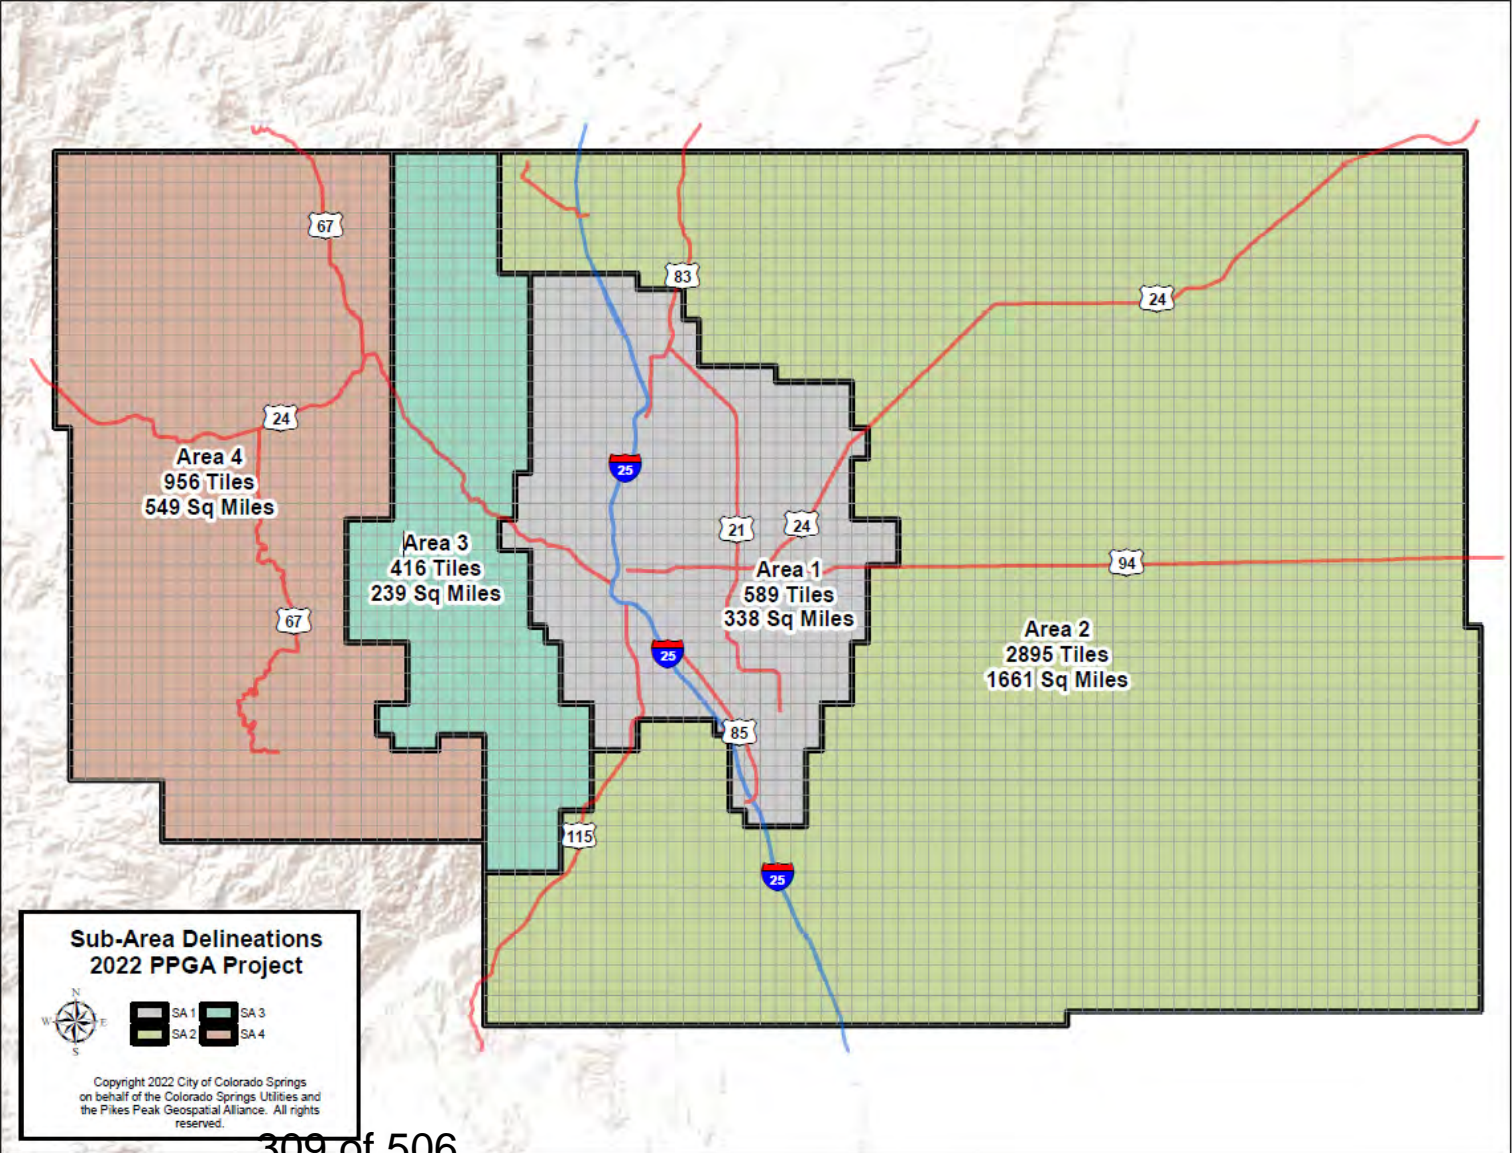 67
83
24
24
Area 4
956 Tiles
549 Sq Miles
25
21
24
Area 3
416 Tiles
239 Sq Miles
Area 1
589 Tiles
338 Sq Miles
94
67
25
Area 2
2895 Tiles
1661 Sq Miles
85
115
25
Sub-Area Delineations
2022 PPGA Project
N
W
E
S
SA 1
SA 3
SA 2
SA 4
Copyright 2022 City of Colorado Springs
on behalf of the Colorado Springs Utilities and
the Pikes Peak Geospatial Alliance. All rights
reserved.
309 of 506